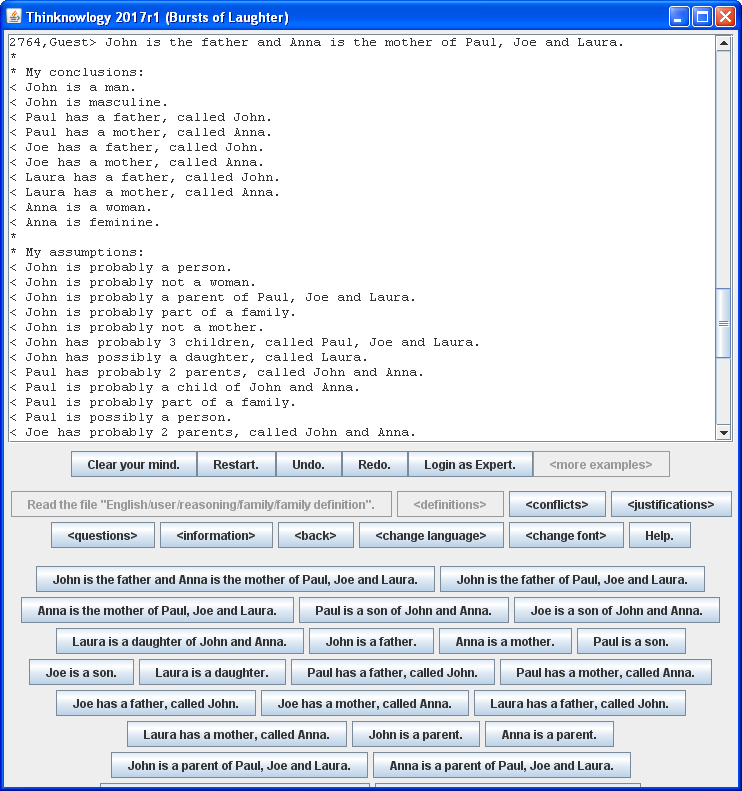 Thinknowlogy 2017r1 (Bursts of Laughter)
2764,Guest> John is the father and Anna is the mother of Paul, Joe and Laura.
*
* My conclusions:
< John is a man.
< John is masculine.
< Paul has a father, called John.
< Paul has a mother, called Anna.
< Joe has a father, called John.
< Joe has a mother, called Anna.
< Laura has a father, called John.
< Laura has a mother, called Anna.
< Anna is a woman.
< Anna is feminine.
*
* My assumptions:
< John is probably a person.
< John is probably not a woman.
< John is probably a parent of Paul, Joe and Laura.
< John is probably part of a family.
< John is probably not a mother.
< John has probably 3 children, called Paul, Joe and Laura.
< John has possibly a daughter, called Laura.
< Paul has probably 2 parents, called John and Anna.
< Paul is probably a child of John and Anna.
< Paul is probably part of a family.
< Paul is possibly a person.
< Joe has probably 2 parents, called John and Anna.
Clear your mind. Restart. Undo. Redo. Login as Expert. <more examples>
Read the file "English/user/reasoning/family/family definition". <definitions> <conflicts> <justifications>
<questions> <information> <back> <change language> <change font> Help.
John is the father and Anna is the mother of Paul, Joe and Laura. John is the father of Paul, Joe and Laura.
Anna is the mother of Paul, Joe and Laura. Paul is a son of John and Anna. Joe is a son of John and Anna.
Laura is a daughter of John and Anna. John is a father. Anna is a mother. Paul is a son.
Joe is a son. Laura is a daughter. Paul has a father, called John. Paul has a mother, called Anna.
Joe has a father, called John. Joe has a mother, called Anna. Laura has a father, called John.
Laura has a mother, called Anna. John is a parent. Anna is a parent.
John is a parent of Paul, Joe and Laura. Anna is a parent of Paul, Joe and Laura.